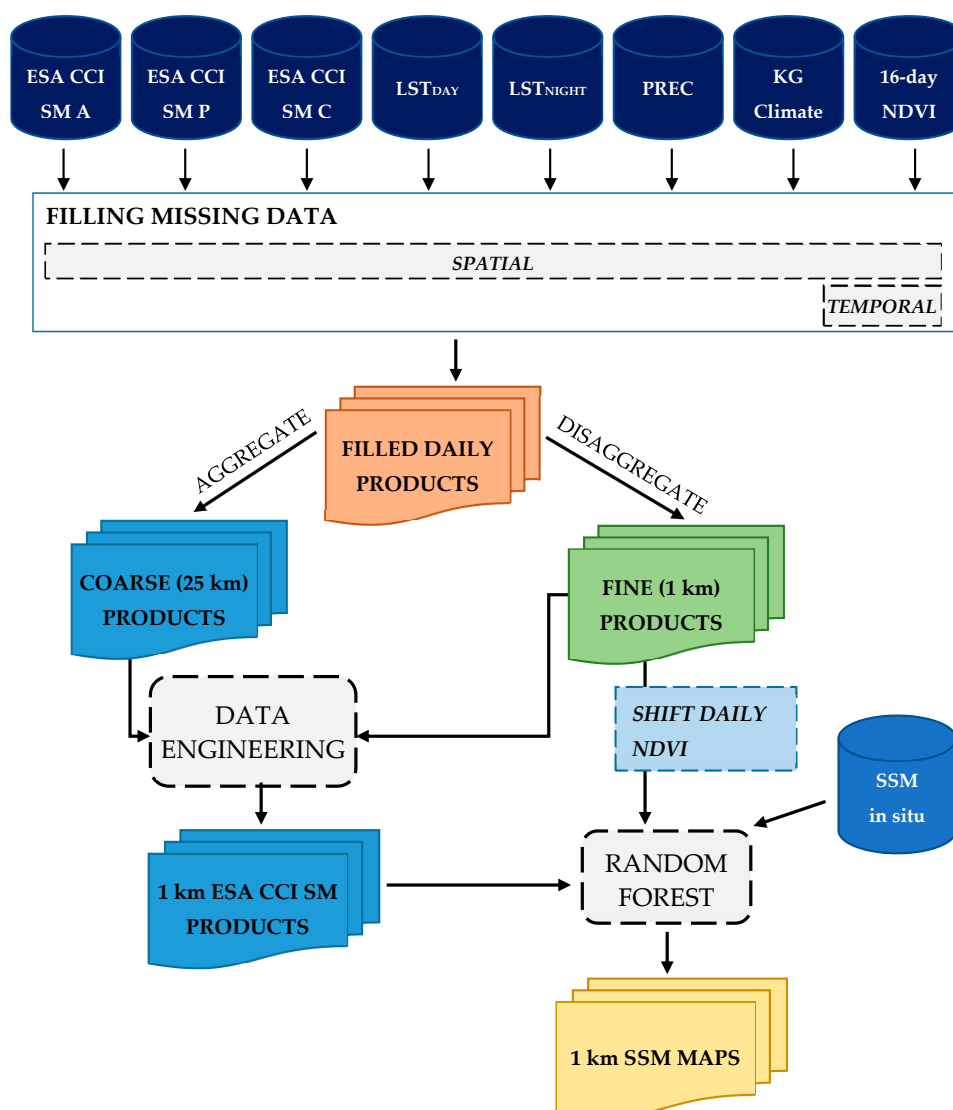 ESA CCI
SM A
ESA CCI
SM P
ESA CCI
SM C
LSTDAY
LSTNIGHT
PREC
KG
Climate
16-day
NDVI
FILLING MISSING DATA
SPATIAL
TEMPORAL
AGGREGATE
FILLED DAILY
PRODUCTS
DISAGGREGATE
COARSE (25 km)
PRODUCTS
FINE (1 km)
PRODUCTS
DATA
ENGINEERING
SHIFT DAILY
NDVI
SSM
in situ
1 km ESA CCI SM
PRODUCTS
RANDOM
FOREST
1 km SSM MAPS